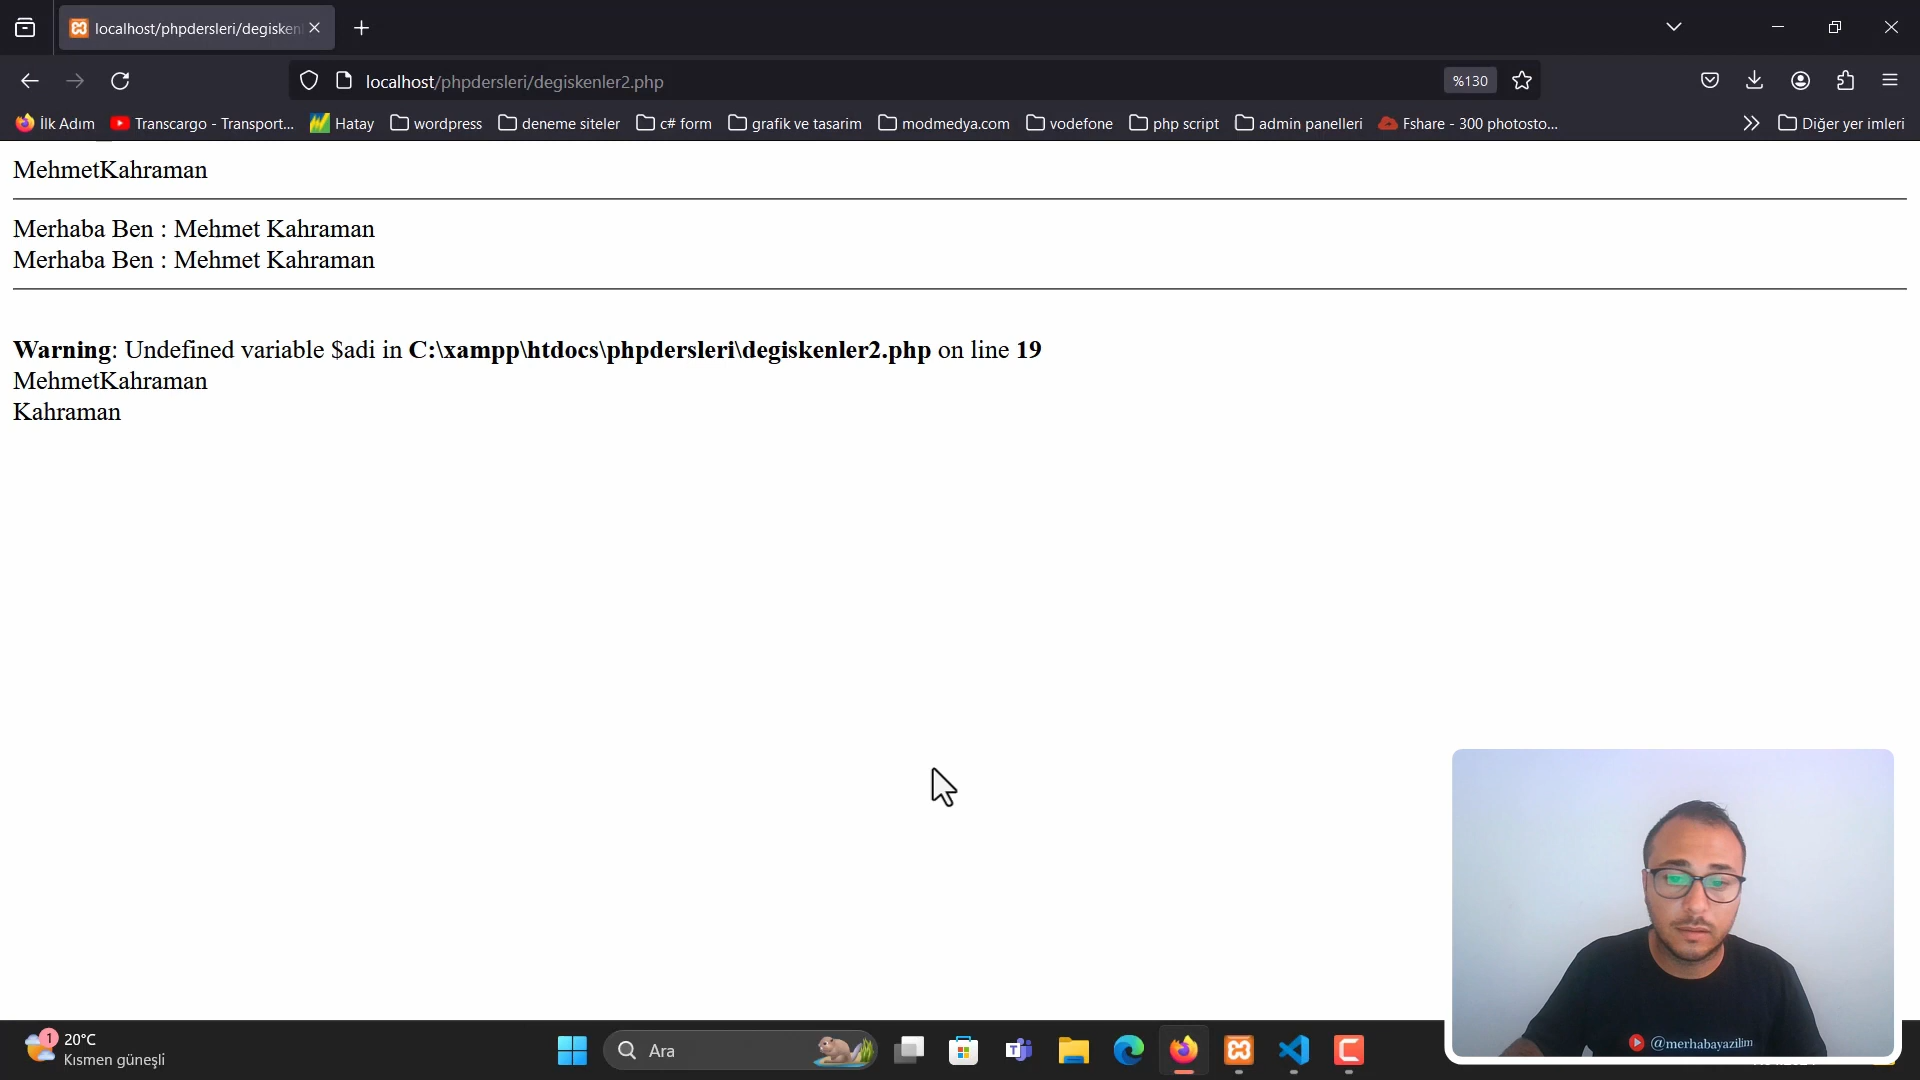 localhost/phpdersleri/degisken
localhost/phpdersleri/degiskenler2.php
%130
İlk Adım
Transcargo - Transport...
Hatay
wordpress
deneme siteler
c# form
grafik ve tasarim
modmedya.com
vodefone
php script
admin panelleri
Fshare - 300 photosto...
Diğer yer imleri
MehmetKahraman
Merhaba Ben : Mehmet Kahraman
Merhaba Ben : Mehmet Kahraman
Warning: Undefined variable $adi in C:\xampp\htdocs\phpdersleri\degiskenler2.php on line 19
MehmetKahraman
Kahraman
@merhabayazilim
1
20°C
Kısmen güneşli
Ara